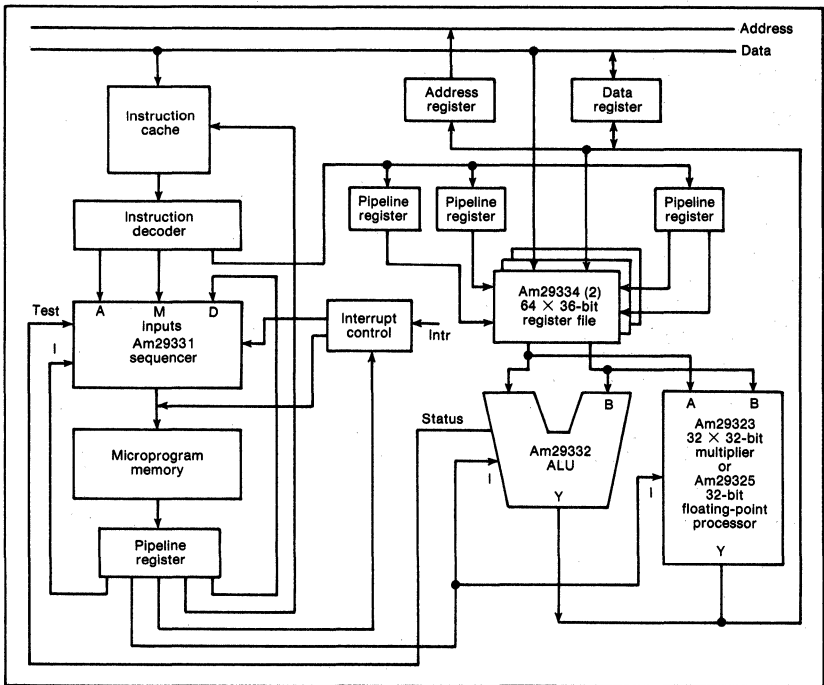 Address
Data
Instruction
cache
Address
register
Data
register
Instruction
decoder
Pipeline
register
Pipeline
register
Pipeline
register
Test
A M D
inputs
Am29331
sequencer
I
Interrupt
control
Intr
Am29334 (2)
64 × 36-bit
register file
Microprogram
memory
Status
B
Am29332
ALU
I
Y
A B
Am29323
32 × 32-bit
multiplier
or
Am29325
32-bit
floating-point
processor
I
Y
Pipeline
register